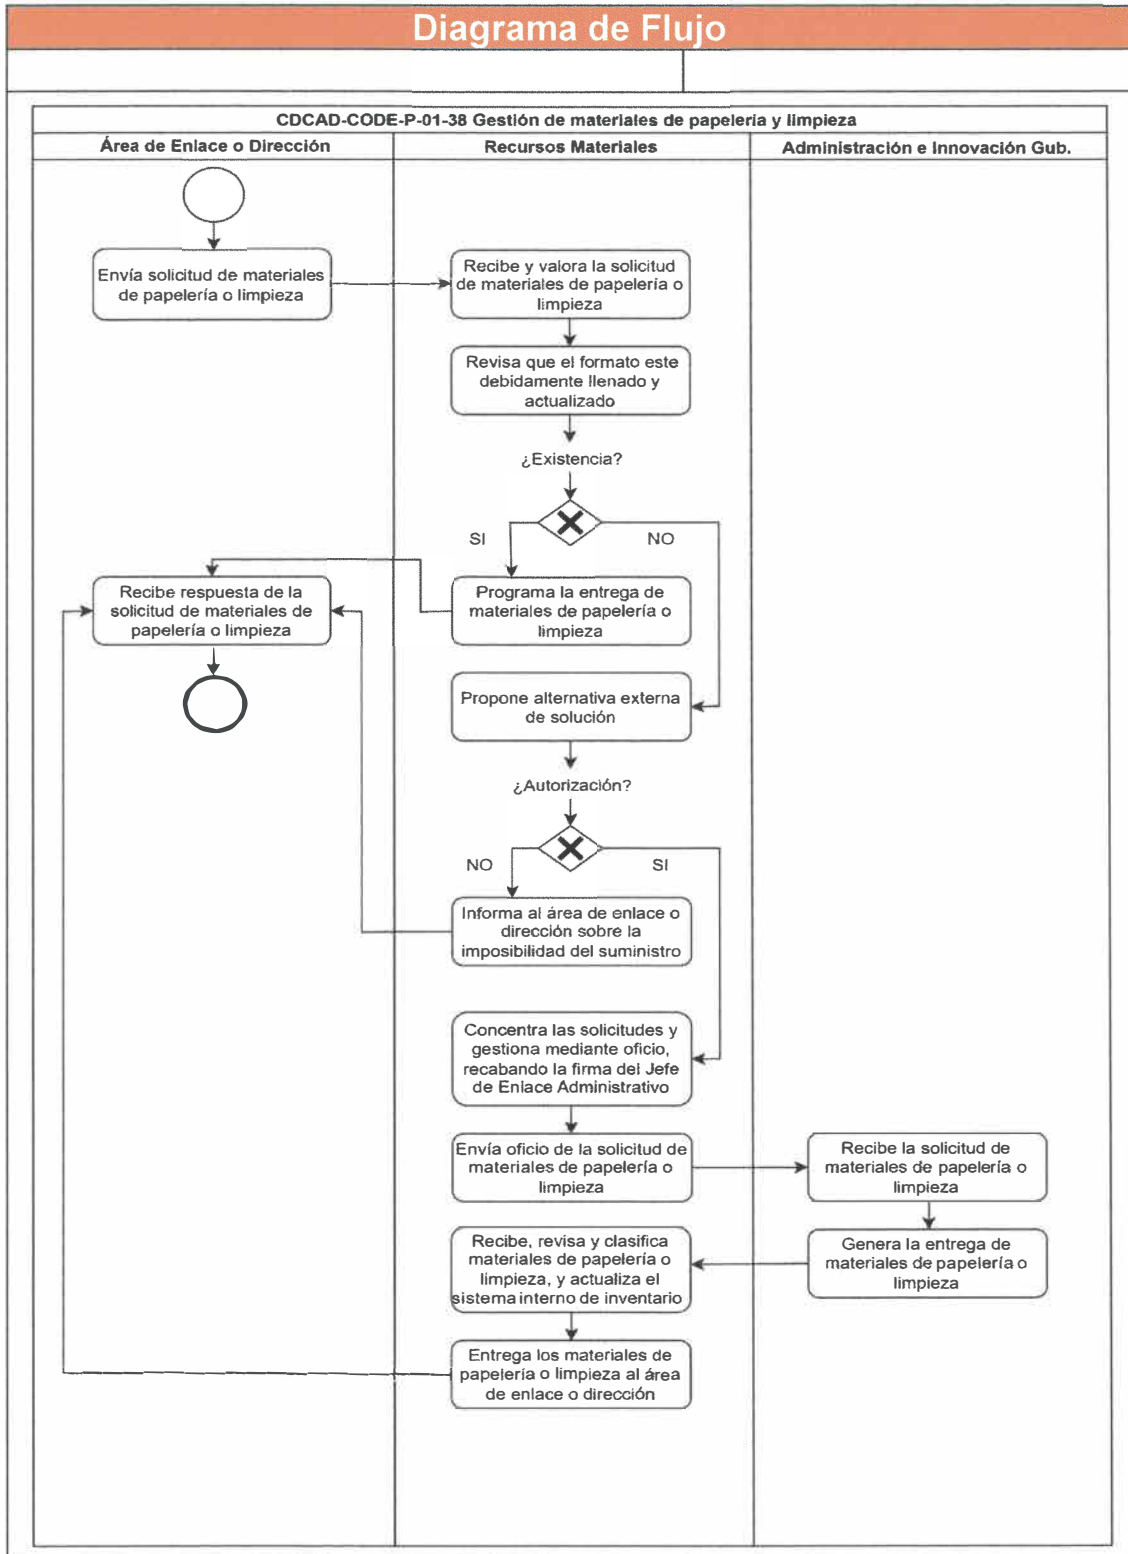 Diagrama de Flujo
CDCAD-CODE-P-01-38 Gestión de materiales de papelería y limpieza
Área de Enlace o Dirección
Recursos Materiales
Administración e Innovación Gub.
Envía solicitud de materiales
de papelería o limpieza
Recibe y valora la solicitud
de materiales de papelería o
limpieza
Revisa que el formato este
debidamente llenado y
actualizado
¿Existencia?
SI
NO
Recibe respuesta de la
solicitud de materiales de
papelería o limpieza
Programa la entrega de
materiales de papelería o
limpieza
Propone alternativa externa
de solución
¿Autorización?
NO
SI
Informa al área de enlace o
dirección sobre la
imposibilidad del suministro
Concentra las solicitudes y
gestiona mediante oficio,
recabando la firma del Jefe
de Enlace Administrativo
Envía oficio de la solicitud de
materiales de papelería o
limpieza
Recibe la solicitud de
materiales de papelería o
limpieza
Recibe, revisa y clasifica
materiales de papelería o
limpieza, y actualiza el
sistema interno de inventario
Genera la entrega de
materiales de papelería o
limpieza
Entrega los materiales de
papelería o limpieza al área
de enlace o dirección